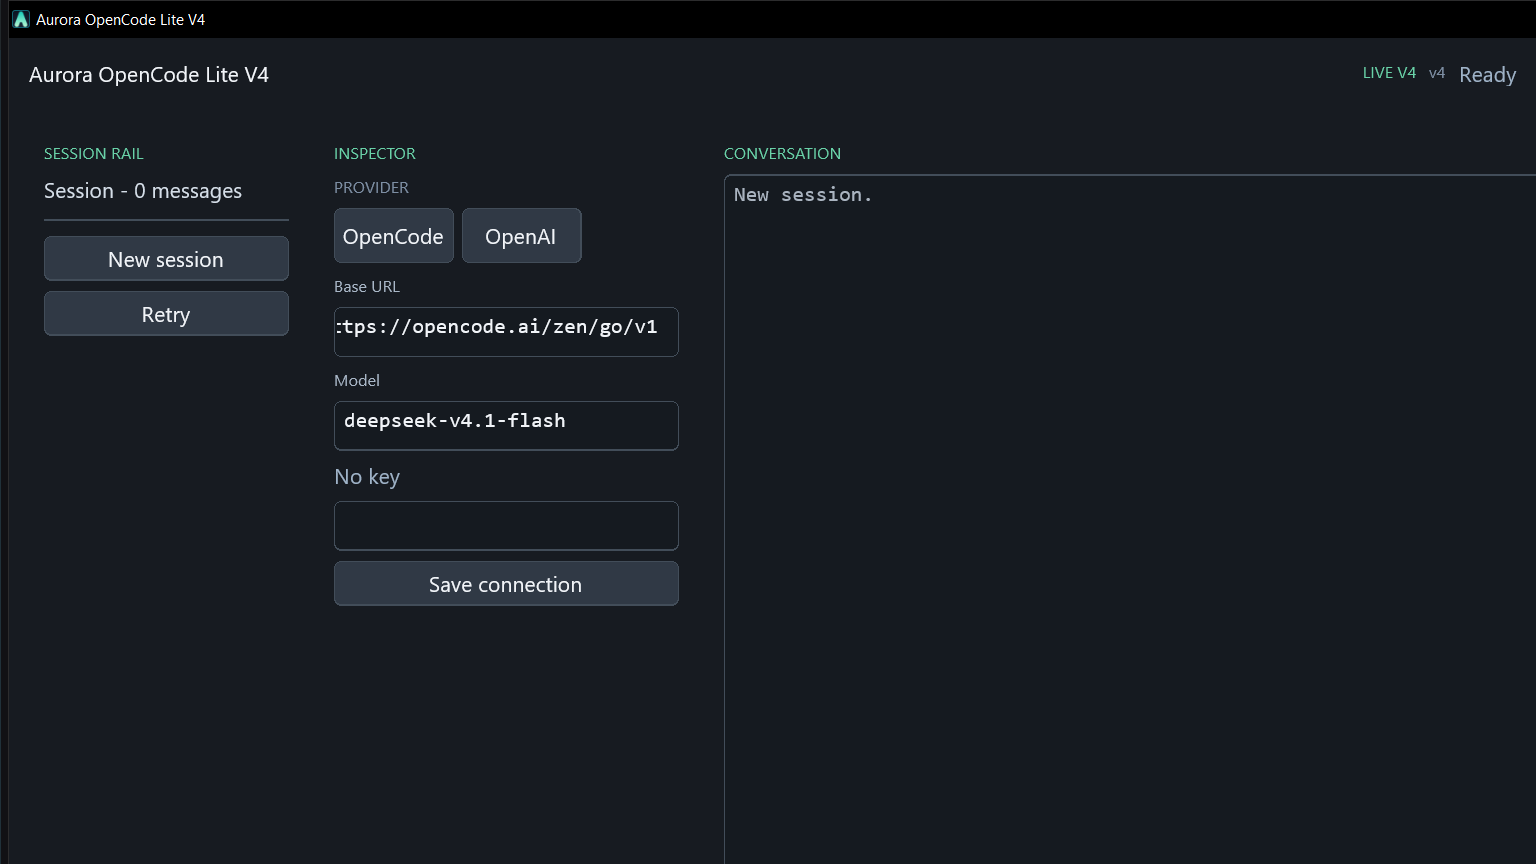 Aurora OpenCode Lite V4
Aurora OpenCode Lite V4
LIVE V4 v4 Ready
SESSION RAIL
Session - 0 messages
New session
Retry
INSPECTOR
PROVIDER
OpenCode OpenAI
Base URL
ttps://opencode.ai/zen/go/v1
Model
deepseek-v4.1-flash
No key
Save connection
CONVERSATION
New session.